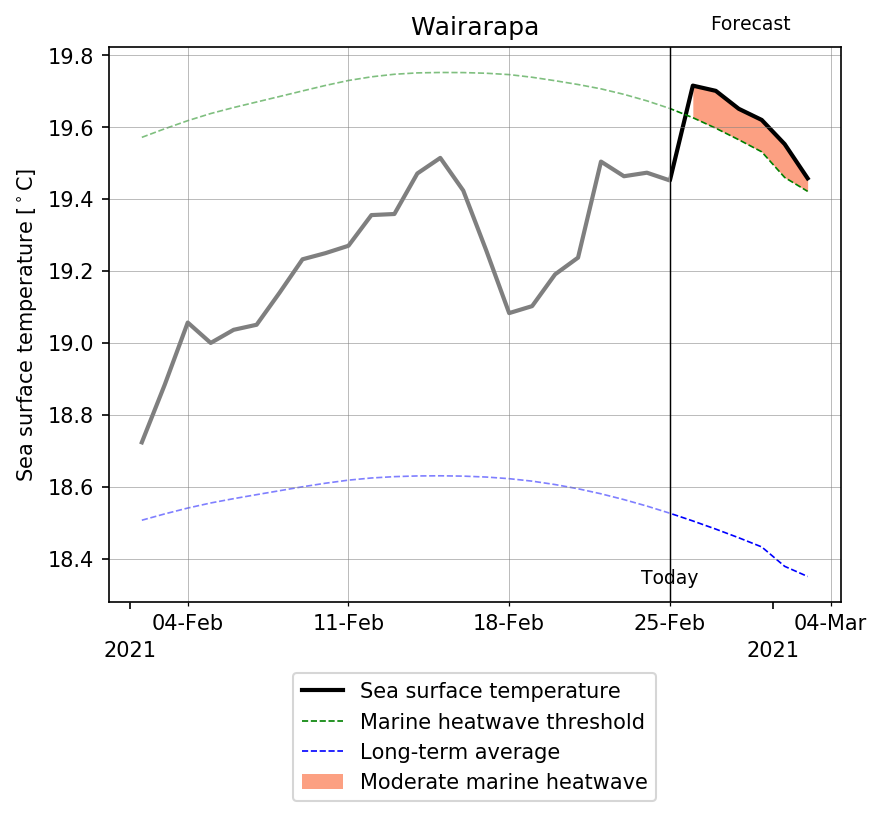 Wairarapa
Forecast
Sea surface temperature [°C]
19.8
19.6
19.4
19.2
19.0
18.8
18.6
18.4
Today
04-Feb
11-Feb
18-Feb
25-Feb
04-Mar
2021
2021
Sea surface temperature
Marine heatwave threshold
Long-term average
Moderate marine heatwave